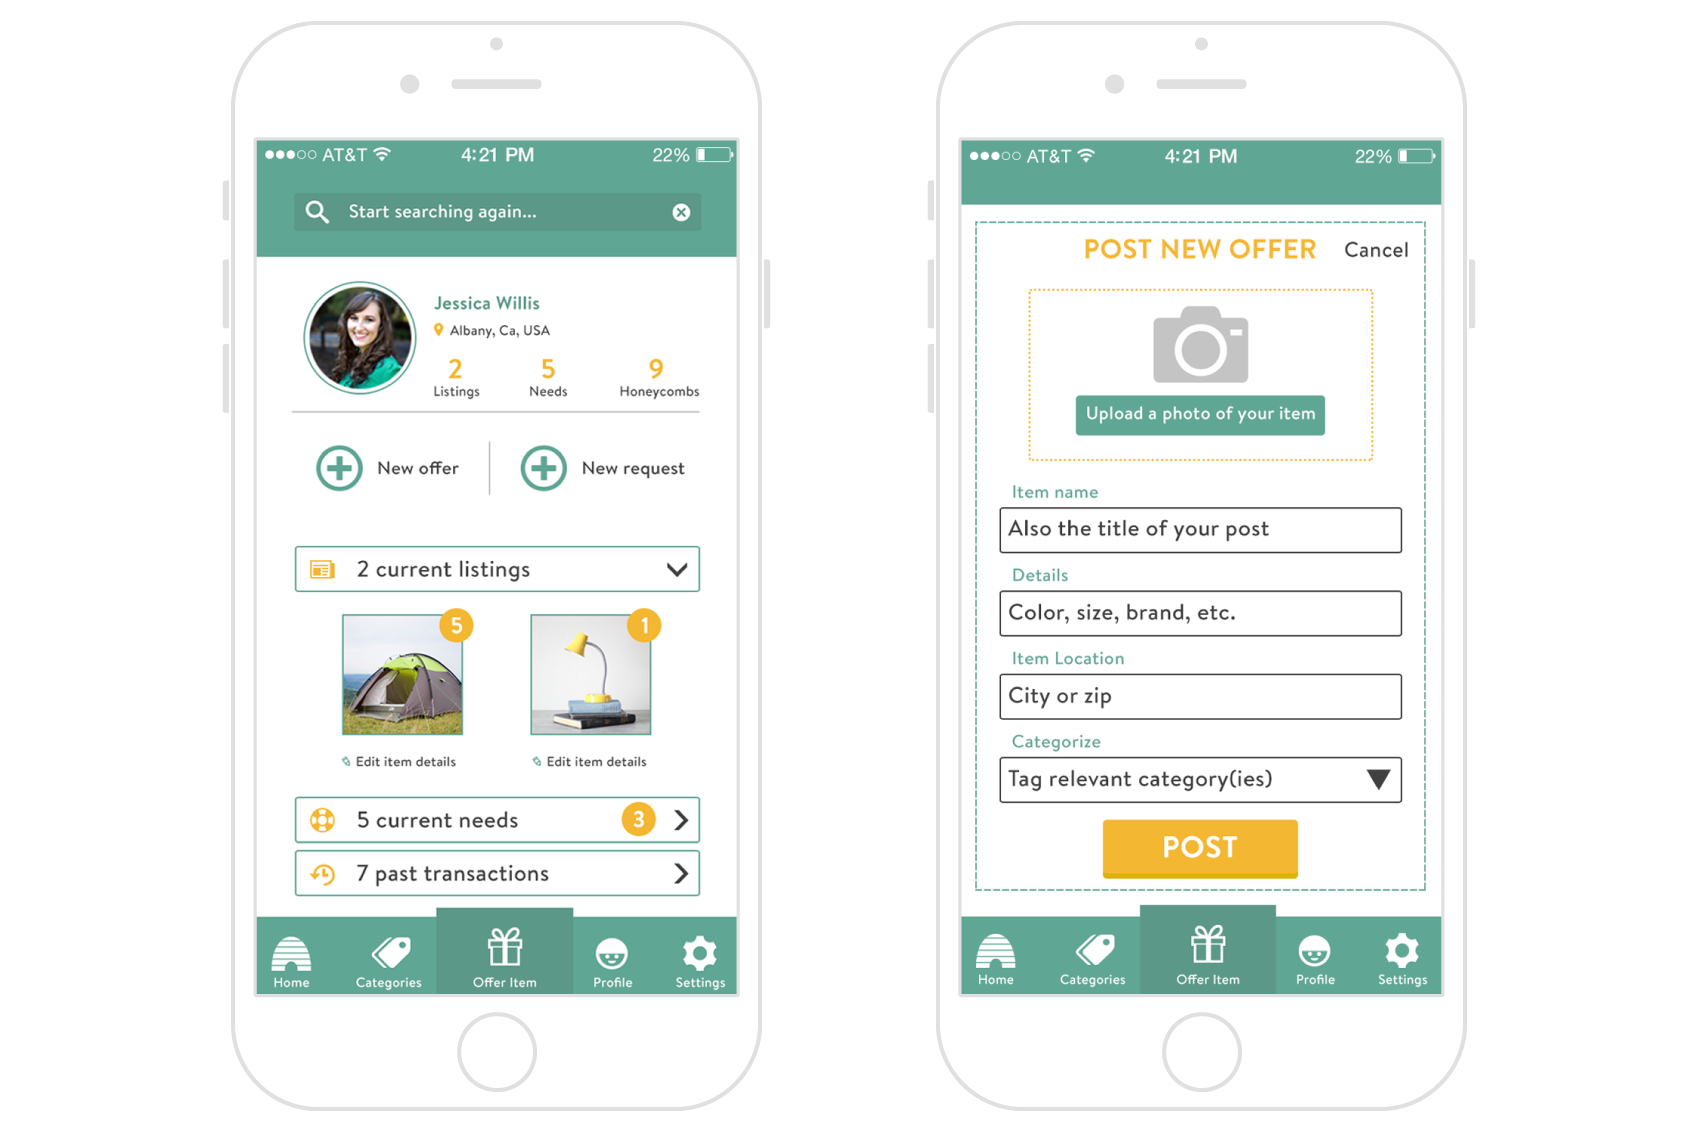 AT&T 4:21 PM 22%
Start searching again...
Jessica Willis
Albany, Ca, USA
2 5 9
Listings Needs Honeycombs
New offer New request
2 current listings
5 1
Edit item details Edit item details
5 current needs 3
7 past transactions
Home Categories Offer Item Profile Settings
AT&T 4:21 PM 22%
POST NEW OFFER Cancel
Upload a photo of your item
Item name
Also the title of your post
Details
Color, size, brand, etc.
Item Location
City or zip
Categorize
Tag relevant category(ies)
POST
Home Categories Offer Item Profile Settings